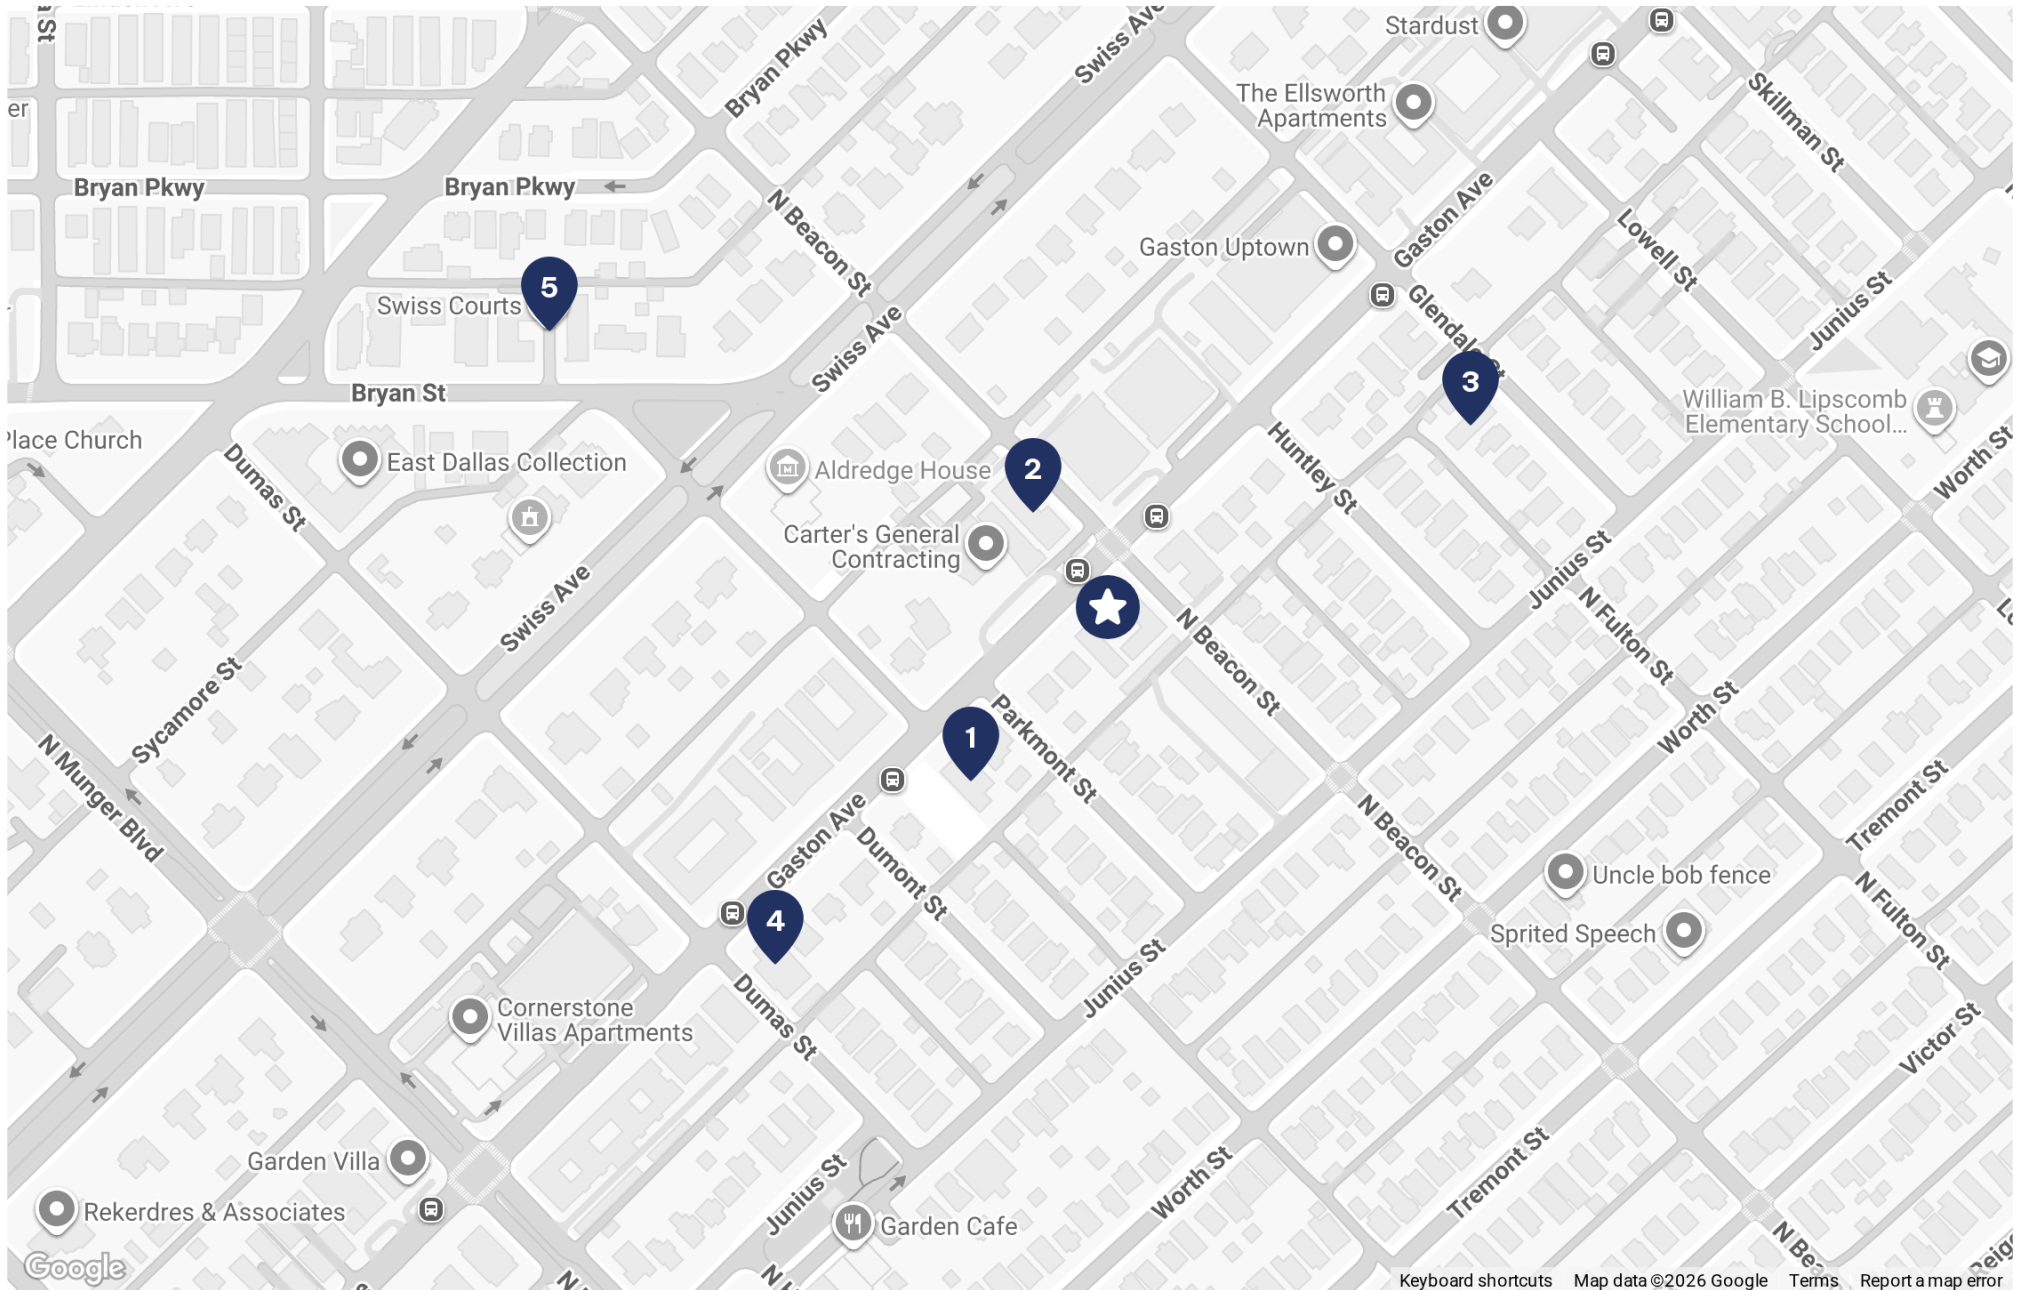 Bryan Pkwy
Swiss Ave
Stardust
The Ellsworth
Apartments
Skillman St
er
Bryan Pkwy
Bryan Pkwy
N Beacon St
Gaston Ave
Lowell St
Gaston Uptown
Junius St
Glendale St
5
Swiss Courts
Swiss Ave
3
Bryan St
William B. Lipscomb
Elementary School...
Place Church
East Dallas Collection
Dumas St
Aldredge House
2
Huntley St
Worth St
Carter's General
Contracting
Swiss Ave
Junius St
N Fulton St
N Beacon St
Sycamore St
Parkmont St
Worth St
1
N Munger Blvd
Gaston Ave
Dumont St
N Beacon St
Tremont St
Uncle bob fence
4
N Fulton St
Sprited Speech
Junius St
Dumas St
Cornerstone
Villas Apartments
Victor St
Garden Villa
Junius St
Worth St
Tremont St
Rekerdres & Associates
Garden Cafe
N Bea
Reig
Google
Keyboard shortcuts
Map data ©2026 Google
Terms
Report a map error